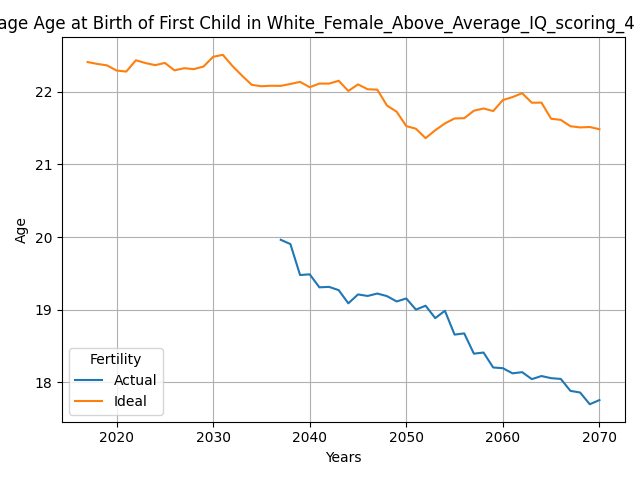 age Age at Birth of First Child in White_Female_Above_Average_IQ_scoring_4
22
21
20
19
18
Age
Fertility
Actual
Ideal
2020 2030 2040 2050 2060 2070
Years